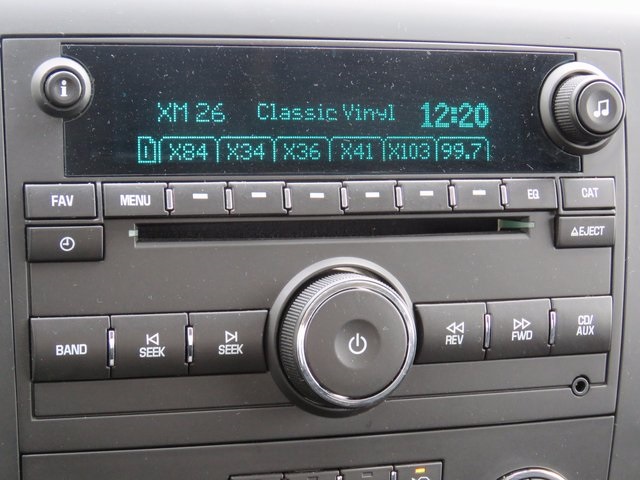 XM 26 Classic Vinyl 12:20
1 X84 X34 X36 X41 X103 99.7
FAV MENU EQ CAT
EJECT
BAND SEEK SEEK REV FWD CD/AUX